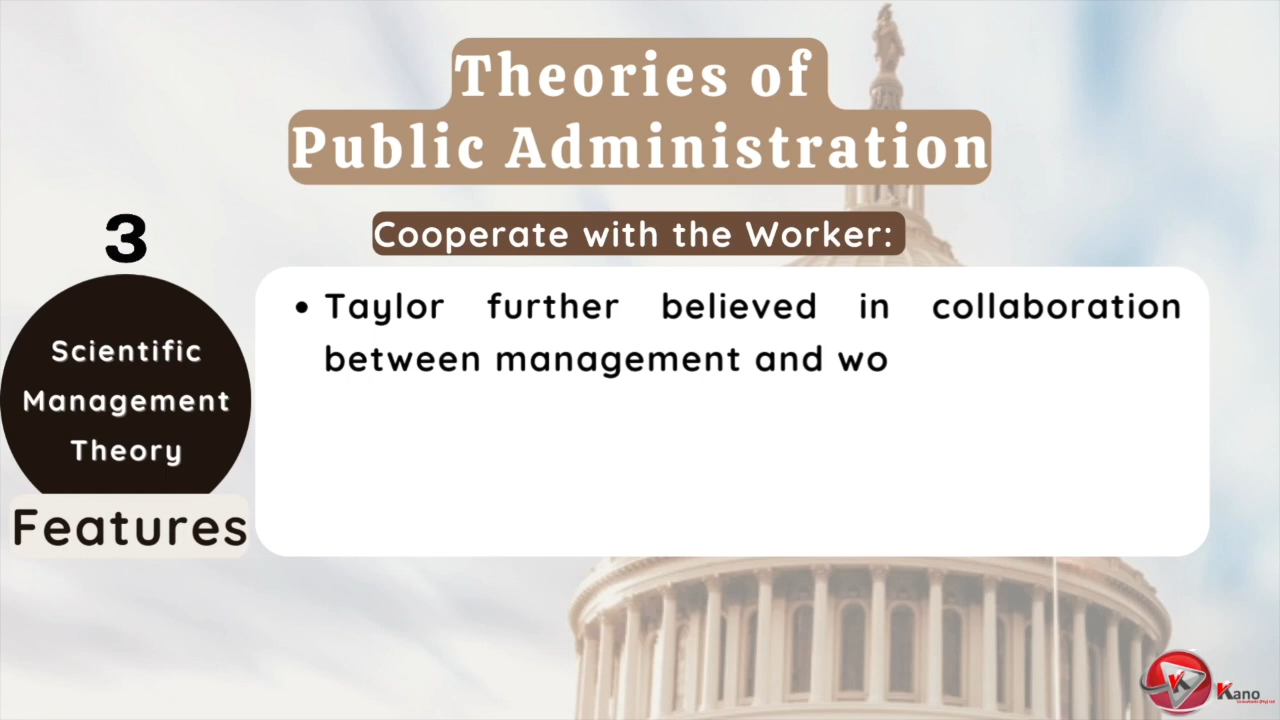 Theories of
Public Administration
Cooperate with the Worker:
3
Scientific
Management
Theory
Features
• Taylor further believed in collaboration
between management and wo
K
Kano